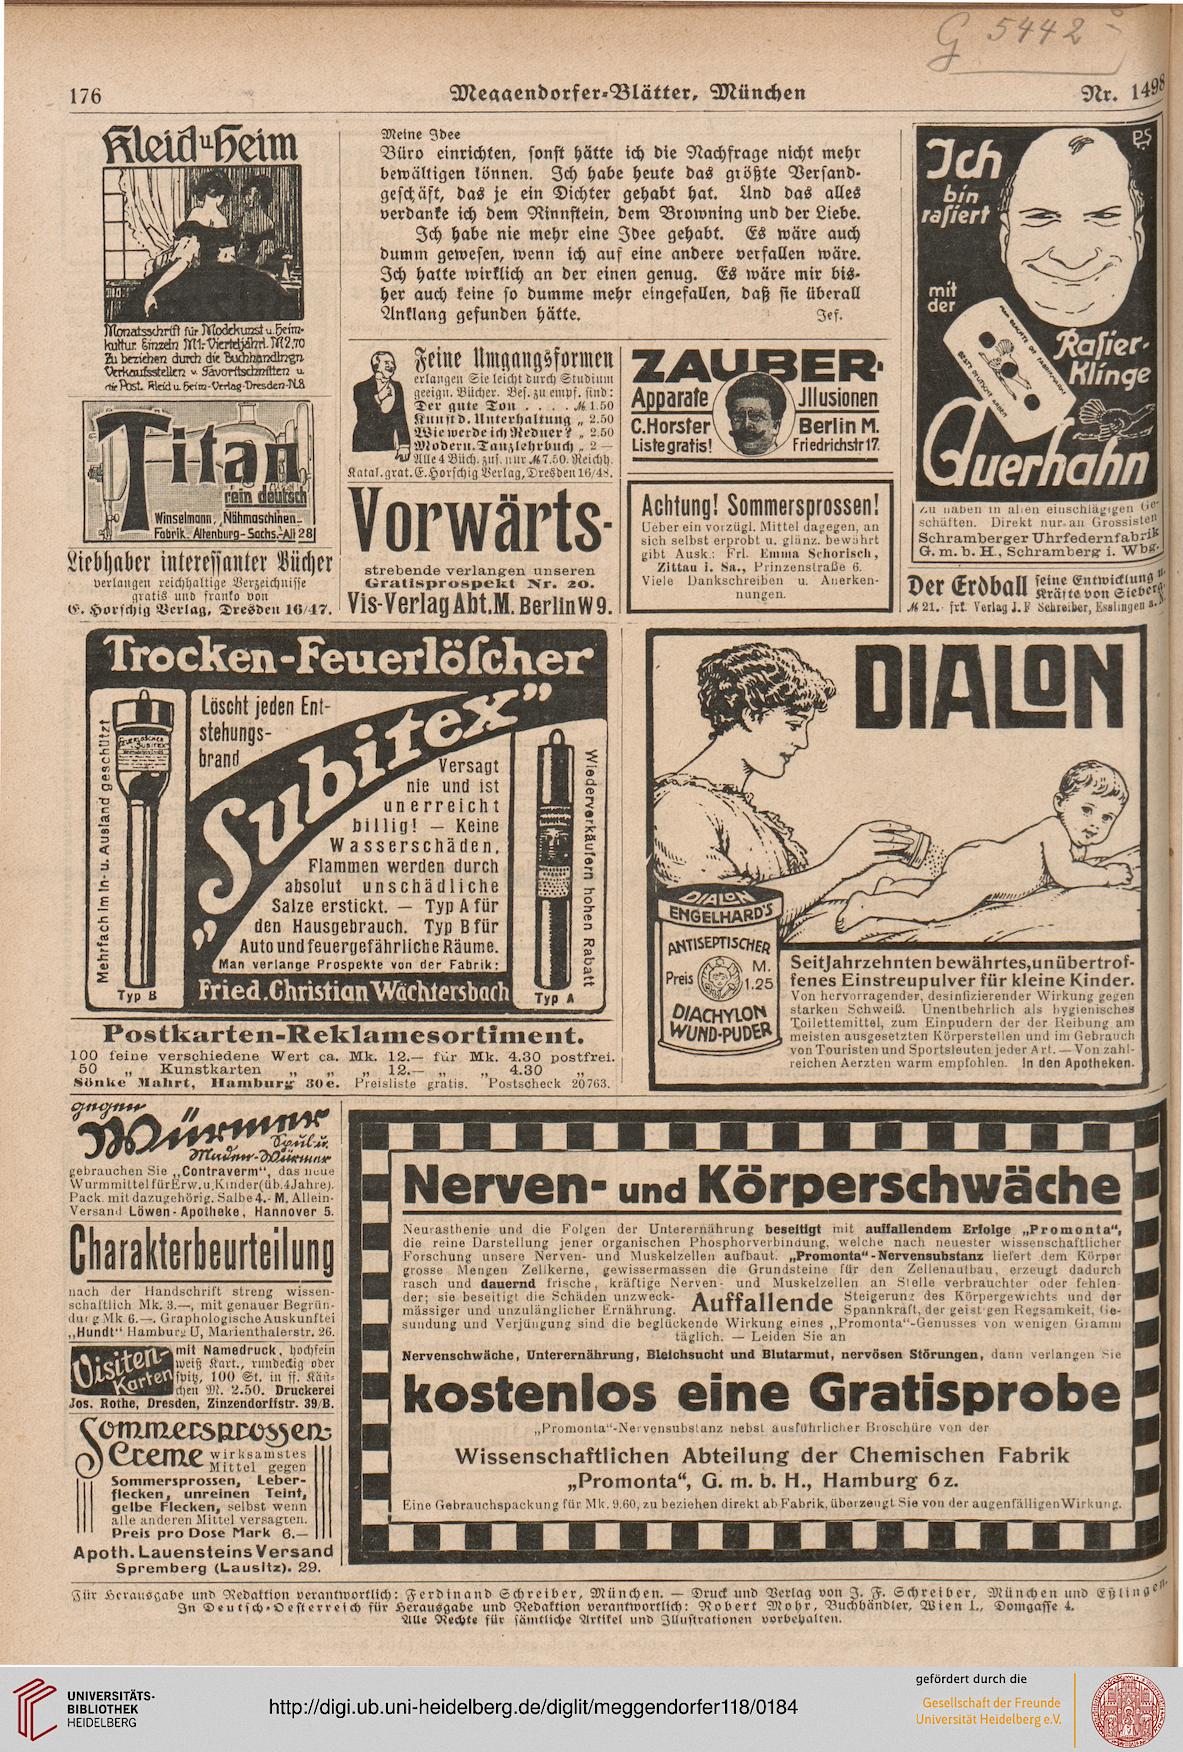 G 5442
176
Meggendorfer-Blätter, München
Nr. 1498
Kleid u Heim
Monatsschrift für Modekunst u. Heim-
kultur. Einzeln M1.- Vierteljährl. M2.70
Zu beziehen durch die Buchhandlngn
Verkaufsstellen v. Favoritschnitten u
die Post. Kleid u Heim-Verlag-Dresden-N.8
Titan
rein deutsch
Winselmann, Nähmaschinen-
Fabrik. Altenburg-Sachs.-All 28
Liebhaber interessanter Bücher
verlangen reichhaltige Verzeichnisse
gratis und franko von
E. Horschig Verlag, Dresden 16/47.
Meine Idee
Büro einrichten, sonst hätte ich die Nachfrage nicht mehr
bewältigen können. Ich habe heute das größte Versand-
geschäft, das je ein Dichter gehabt hat. Und das alles
verdanke ich dem Rinnstein, dem Browning und der Liebe.
Ich habe nie mehr eine Idee gehabt. Es wäre auch
dumm gewesen, wenn ich auf eine andere verfallen wäre.
Ich hatte wirklich an der einen genug. Es wäre mir bis-
her auch keine so dumme mehr eingefallen, daß sie überall
Anklang gefunden hätte. Jef.
Feine Umgangsformen
erlangen Sie leicht durch Studium
geeign. Bücher. Bes. zu empf. sind:
Der gute Ton . . . . . M 1.50
Kunst d. Unterhaltung „ 2.50
Wie werde ich Redner? „ 2.50
Modern. Tanzlehrbuch „ 2 —
Alle 4 Büch. zus. nur M 7.50. Reichh.
Katal. grat. E. Horschig Verlag, Dresden 16/48.
Vorwärts-
strebende verlangen unseren
Gratisprospekt Nr. 20.
Vis-Verlag Abt. M. Berlin W 9.
ZAUBER-
Apparate Jllusionen
C. Horster Berlin M.
Liste gratis! Friedrichstr 17.
Achtung! Sommersprossen!
Ueber ein vorzügl. Mittel dagegen, an
sich selbst erprobt u. glänz. bewährt
gibt Ausk.: Frl. Emma Schorisch,
Zittau i. Sa., Prinzenstraße 6.
Viele Dankschreiben u. Anerken-
nungen.
PS
Ich
bin
rasiert
mit
der
Rasier-
Klinge
Auerhahn
Zu haben in allen einschlägigen Ge-
schäften. Direkt nur an Grossisten
Schramberger Uhrfedernfabrik
G. m. b. H., Schramberg i. Wbg.
Der Erdball seine Entwicklung u.
Kräfte von Sieberg.
M 21.- frk. Verlag J. F Schreiber, Esslingen a. N.
Trocken-Feuerlöscher
„Subitex“
Löscht jeden Ent-
stehungs-
brand
Versagt
nie und ist
unerreicht
billig! — Keine
Wasserschäden,
Flammen werden durch
absolut unschädliche
Salze erstickt. — Typ A für
den Hausgebrauch. Typ B für
Auto und feuergefährliche Räume.
Man verlange Prospekte von der Fabrik:
Fried. Christian Wächtersbach
Mehrfach im In- u. Ausland geschützt
Typ B
Wiederverkäufern hohen Rabatt
Typ A
DIALON
DIALON
ENGELHARD'S
ANTISEPTISCHER
Preis M. 1.25
DIACHYLON
WUND-PUDER
Seit Jahrzehnten bewährtes, unübertrof-
fenes Einstreupulver für kleine Kinder.
Von hervorragender, desinfizierender Wirkung gegen
starken Schweiß. Unentbehrlich als hygienisches
Toilettemittel, zum Einpudern der der Reibung am
meisten ausgesetzten Körperstellen und im Gebrauch
von Touristen und Sportsleuten jeder Art. — Von zahl-
reichen Aerzten warm empfohlen. In den Apotheken.
Postkarten-Reklamesortiment.
100 feine verschiedene Wert ca. Mk. 12.— für Mk. 4.30 postfrei.
50 „ Kunstkarten „ „ „ 12.— „ „ 4.30 „
Sönke Mahrt, Hamburg 30e. Preisliste gratis. Postscheck 20763.
gegen
Würmer
Spul- u.
Maden-Würmer
gebrauchen Sie „Contraverm“, das neue
Wurmmittel für Erw. u. Kinder (üb. 4 Jahre).
Pack. mit dazugehörig. Salbe 4.- M. Allein-
Versand Löwen-Apotheke, Hannover 5.
Charakterbeurteilung
nach der Handschrift streng wissen-
schaftlich Mk. 3.—, mit genauer Begrün-
dung Mk 6.—. Graphologische Auskunftei
„Hundt“ Hamburg U, Marienthalerstr. 26.
Visiten-
Karten
mit Namedruck, hochfein
weiß Kart., rundeckig oder
spitz, 100 St. in ff. Käst-
chen M. 2.50. Druckerei
Jos. Rothe, Dresden, Zinzendorffstr. 39/B.
Sommersprossen-
Creme wirksamstes
Mittel gegen
Sommersprossen, Leber-
flecken, unreinen Teint,
gelbe Flecken, selbst wenn
alle anderen Mittel versagten.
Preis pro Dose Mark 6.—
Apoth. Lauensteins Versand
Spremberg (Lausitz). 29.
Nerven- und Körperschwäche
Neurasthenie und die Folgen der Unterernährung beseitigt mit auffallendem Erfolge „Promonta“,
die reine Darstellung jener organischen Phosphorverbindung, welche nach neuester wissenschaftlicher
Forschung unsere Nerven- und Muskelzellen aufbaut. „Promonta“-Nervensubstanz liefert dem Körper
grosse Mengen Zellkerne, gewissermassen die Grundsteine für den Zellenaufbau, erzeugt dadurch
rasch und dauernd frische, kräftige Nerven- und Muskelzellen an Stelle verbrauchter oder fehlen-
der; sie beseitigt die Schäden unzweck- Auffallende Steigerung des Körpergewichts und der
mässiger und unzulänglicher Ernährung. Spannkraft, der geistigen Regsamkeit, Ge-
sundung und Verjüngung sind die beglückende Wirkung eines „Promonta“-Genusses von wenigen Gramm
täglich. — Leiden Sie an
Nervenschwäche, Unterernährung, Bleichsucht und Blutarmut, nervösen Störungen, dann verlangen Sie
kostenlos eine Gratisprobe
„Promonta“-Nervensubstanz nebst ausführlicher Broschüre von der
Wissenschaftlichen Abteilung der Chemischen Fabrik
„Promonta“, G. m. b. H., Hamburg 6 z.
Eine Gebrauchspackung für Mk. 9.60, zu beziehen direkt ab Fabrik, überzeugt Sie von der augenfälligen Wirkung.
Für Herausgabe und Redaktion verantwortlich: Ferdinand Schreiber, München. — Druck und Verlag von J. F. Schreiber, München und Eßlingen.
In Deutsch-Oesterreich für Herausgabe und Redaktion verantwortlich: Robert Mohr, Buchhändler, Wien I., Domgasse 4.
Alle Rechte für sämtliche Artikel und Illustrationen vorbehalten.
UNIVERSITÄTS-
BIBLIOTHEK
HEIDELBERG
http://digi.ub.uni-heidelberg.de/diglit/meggendorfer118/0184
gefördert durch die
Gesellschaft der Freunde
Universität Heidelberg e.V.